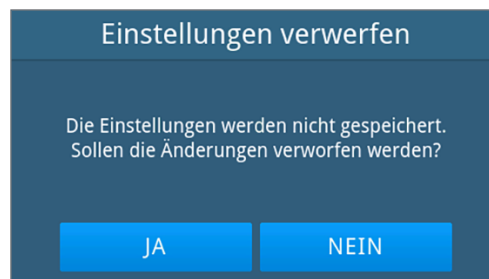 Einstellungen verwerfen
Die Einstellungen werden nicht gespeichert.
Sollen die Änderungen verworfen werden?
JA
NEIN